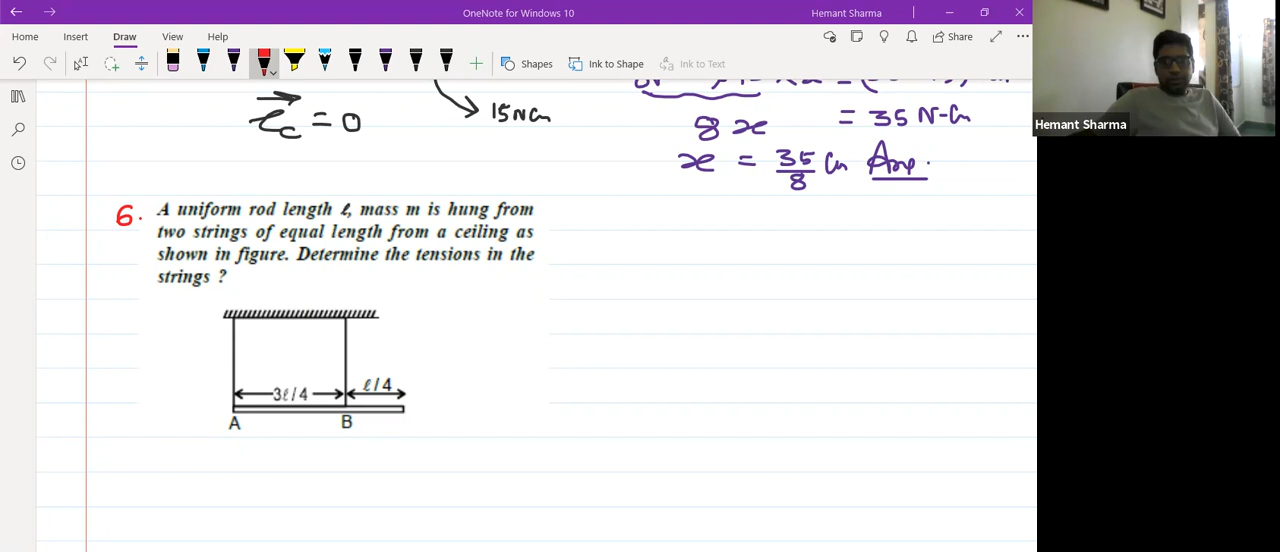 OneNote for Windows 10
Hemant Sharma
Home Insert Draw View Help
Share
Shapes Ink to Shape Ink to Text
τc = 0
15 N Cm
8x = 35 N-Cm
x = 35/8 Cm Ans.
Hemant Sharma
6. A uniform rod length ℓ, mass m is hung from
two strings of equal length from a ceiling as
shown in figure. Determine the tensions in the
strings ?
3ℓ/4 ℓ/4
A B